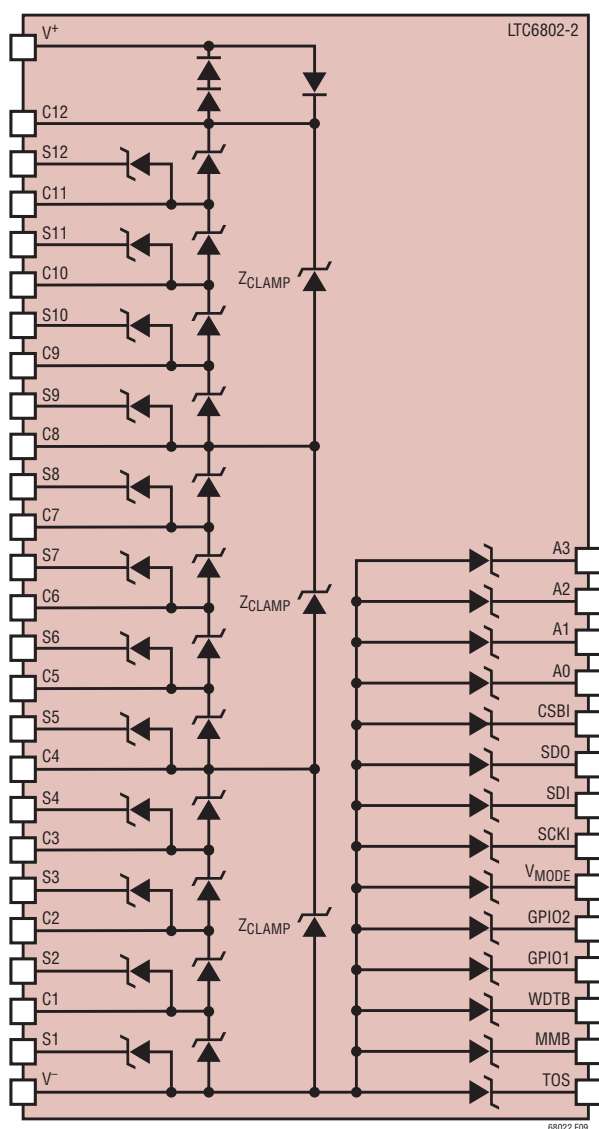 LTC6802-2
V+
C12
S12
C11
S11
C10
ZCLAMP
S10
C9
S9
C8
S8
C7
S7
C6
ZCLAMP
S6
C5
S5
C4
S4
C3
S3
C2
ZCLAMP
S2
C1
S1
V–
A3
A2
A1
A0
CSBI
SDO
SDI
SCKI
VMODE
GPIO2
GPIO1
WDTB
MMB
TOS
68022 F09